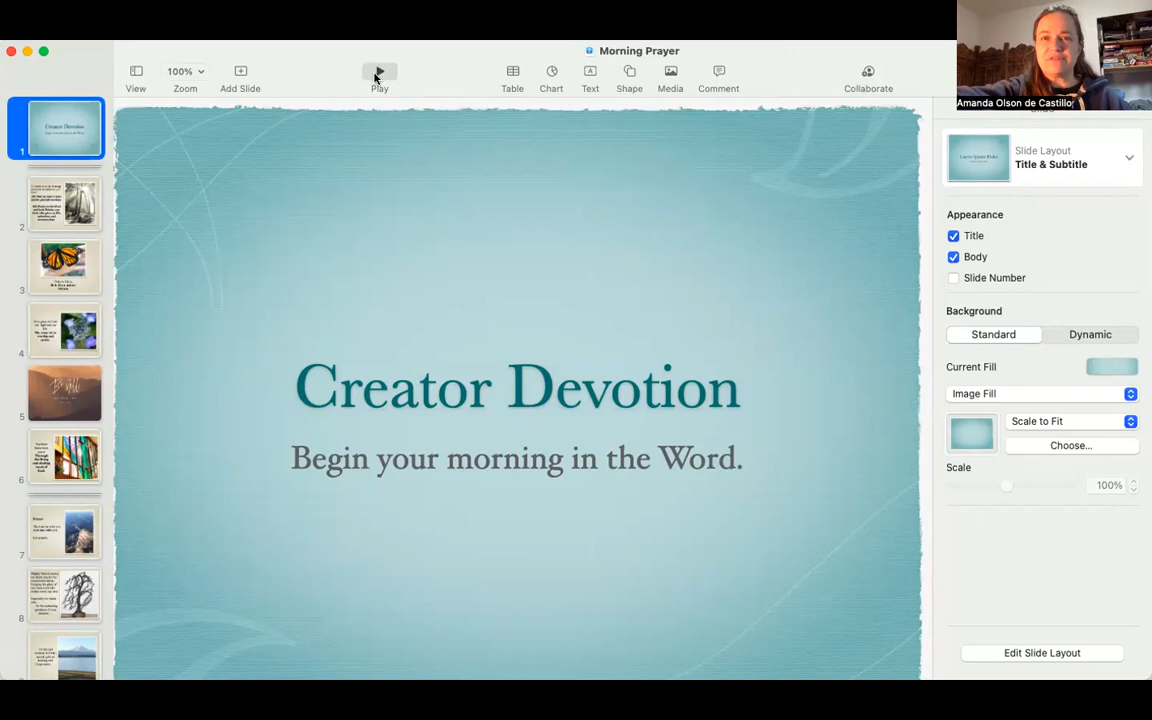 Morning Prayer
100%
View
Zoom
Add Slide
Play
Table
Chart
Text
Shape
Media
Comment
Collaborate
Amanda Olson de Castillo
1
Creator Devotion
2
3
4
5
6
7
8
Creator Devotion
Begin your morning in the Word.
Slide Layout
Title & Subtitle
Appearance
Title
Body
Slide Number
Background
Standard
Dynamic
Current Fill
Image Fill
Scale to Fit
Choose...
Scale
100%
Edit Slide Layout